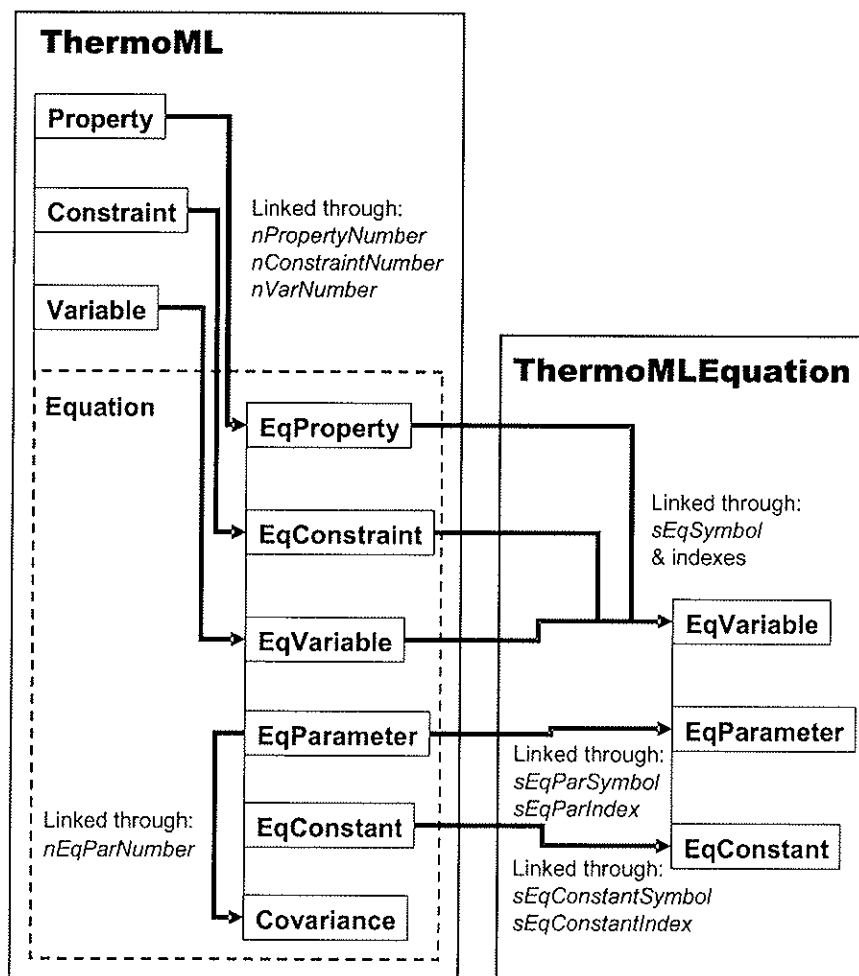 ThermoML
Property
Constraint
Variable
Linked through:
nPropertyNumber
nConstraintNumber
nVarNumber
Equation
EqProperty
EqConstraint
EqVariable
EqParameter
EqConstant
Covariance
Linked through:
nEqParNumber
ThermoMLEquation
Linked through:
sEqSymbol
& indexes
EqVariable
EqParameter
Linked through:
sEqParSymbol
sEqParIndex
EqConstant
Linked through:
sEqConstantSymbol
sEqConstantIndex